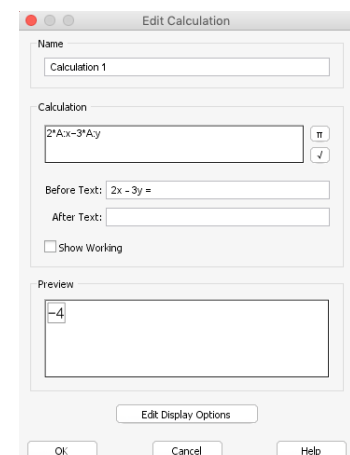 Edit Calculation
Name
Calculation 1
Calculation
2*A:x−3*A:y
π
√
Before Text: 2x - 3y =
After Text:
Show Working
Preview
−4
Edit Display Options
OK Cancel Help